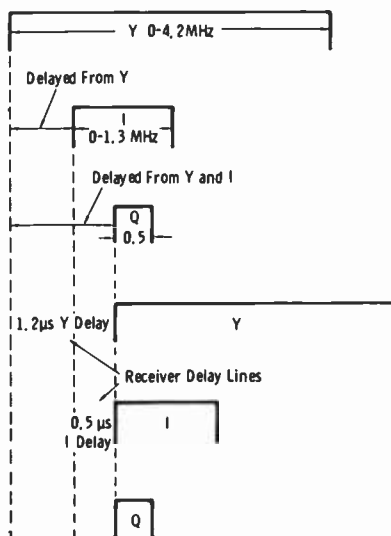 Y 0-4.2MHz
Delayed From Y
I
0-1.3 MHz
Delayed From Y and I
Q
0.5
1.2μs Y Delay
Y
Receiver Delay Lines
0.5 μs
I Delay
I
Q